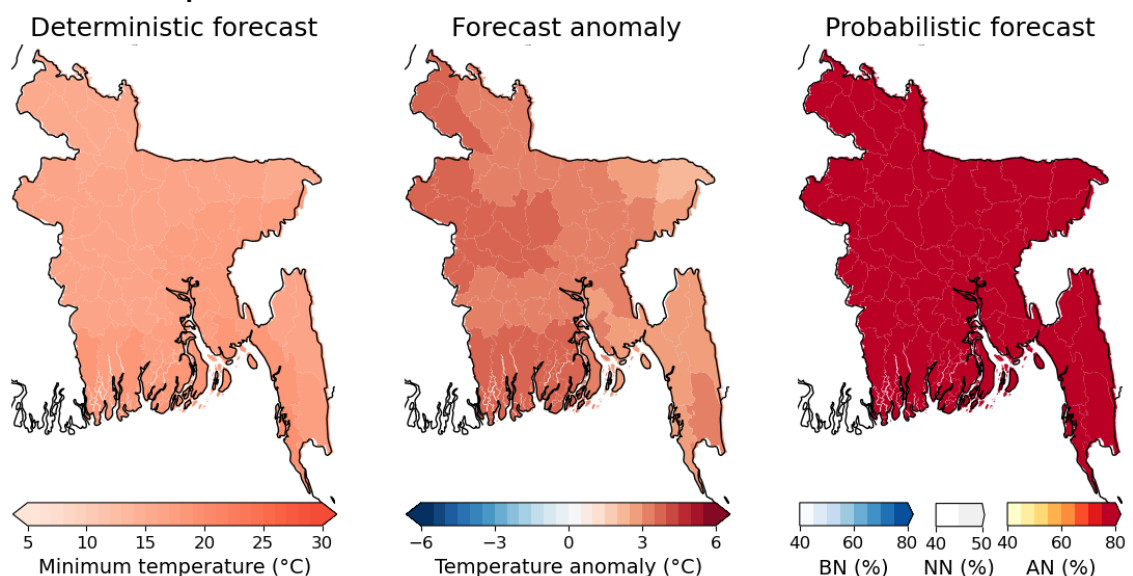 Deterministic forecast
Forecast anomaly
Probabilistic forecast
5 10 15 20 25 30
Minimum temperature (°C)
−6 −3 0 3 6
Temperature anomaly (°C)
40 60 80
BN (%)
40 50
NN (%)
40 60 80
AN (%)